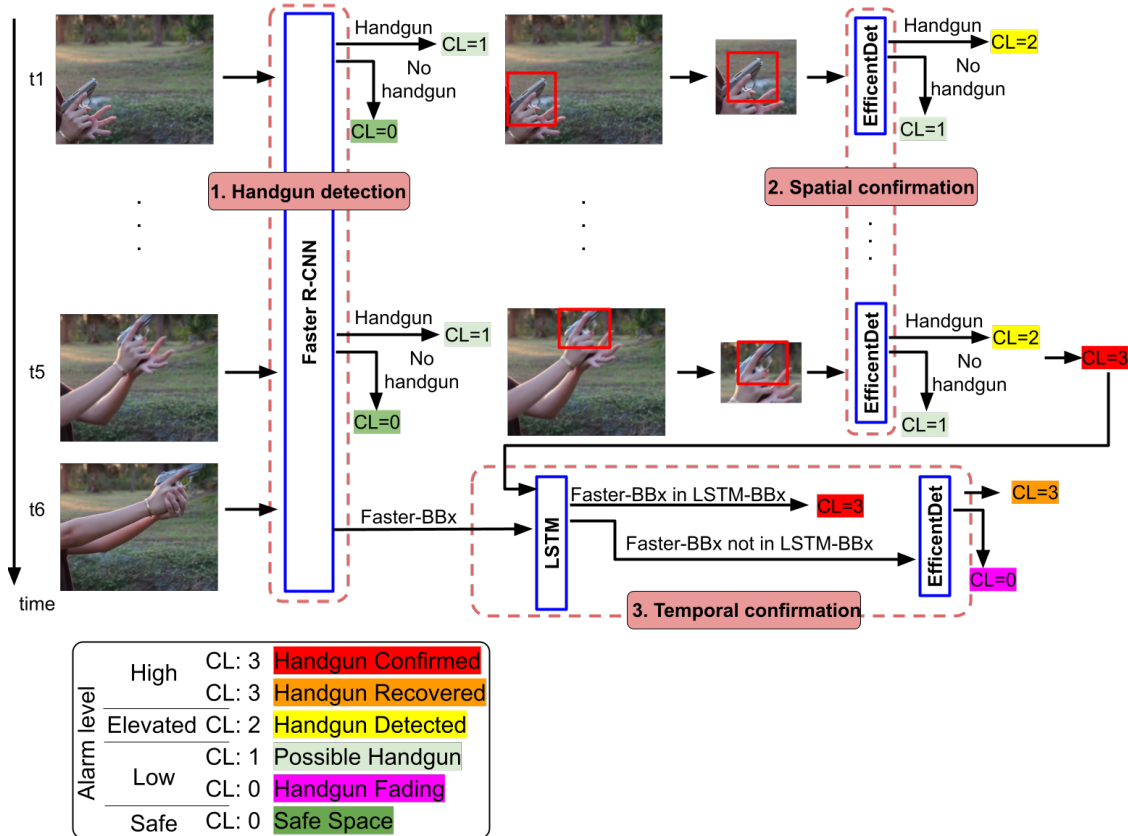 t1
Handgun
CL=1
No
handgun
CL=0
EfficentDet
Handgun
CL=2
No
handgun
CL=1
1. Handgun detection
2. Spatial confirmation
Faster R-CNN
t5
Handgun
CL=1
No
handgun
CL=0
EfficentDet
Handgun
CL=2
No
handgun
CL=1
CL=3
t6
Faster-BBx
LSTM
Faster-BBx in LSTM-BBx
CL=3
Faster-BBx not in LSTM-BBx
EfficentDet
CL=3
CL=0
time
3. Temporal confirmation
Alarm level
High
CL: 3 Handgun Confirmed
CL: 3 Handgun Recovered
Elevated CL: 2 Handgun Detected
Low
CL: 1 Possible Handgun
CL: 0 Handgun Fading
Safe CL: 0 Safe Space